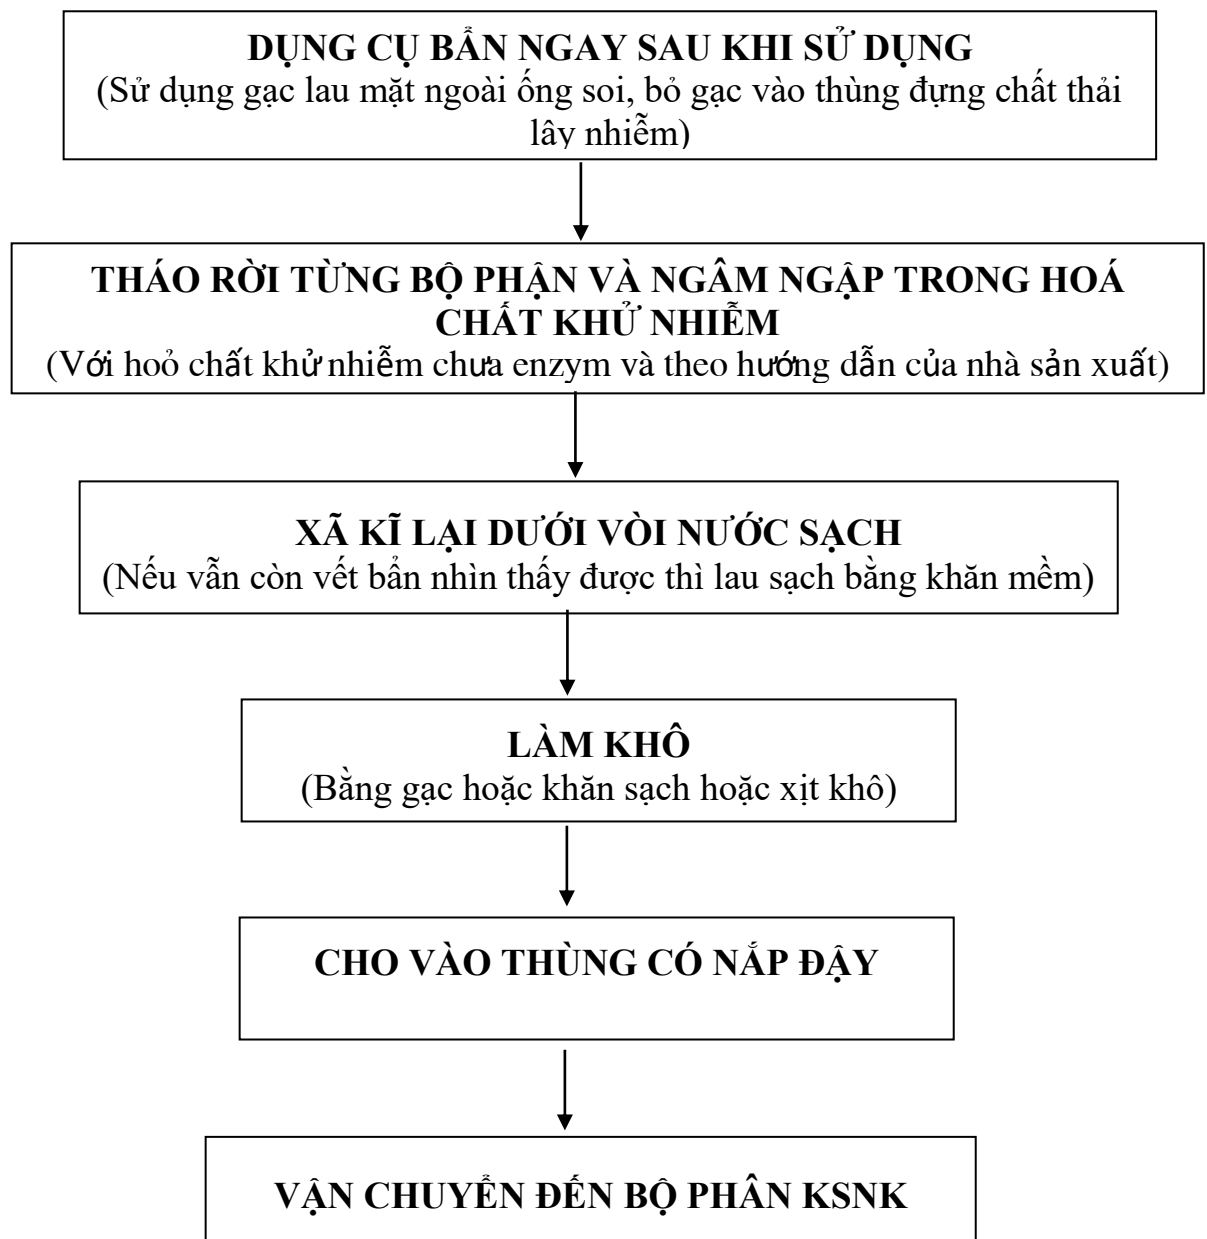 DỤNG CỤ BẨN NGAY SAU KHI SỬ DỤNG
(Sử dụng gạc lau mặt ngoài ống soi, bỏ gạc vào thùng đựng chất thải
lây nhiễm)
THÁO RỜI TỪNG BỘ PHẬN VÀ NGÂM NGẬP TRONG HOÁ
CHẤT KHỬ NHIỄM
(Với hoỏ chất khử nhiễm chưa enzym và theo hướng dẫn của nhà sản xuất)
XÃ KĨ LẠI DƯỚI VÒI NƯỚC SẠCH
(Nếu vẫn còn vết bẩn nhìn thấy được thì lau sạch bằng khăn mềm)
LÀM KHÔ
(Bằng gạc hoặc khăn sạch hoặc xịt khô)
CHO VÀO THÙNG CÓ NẮP ĐẬY
VẬN CHUYỂN ĐẾN BỘ PHÂN KSNK